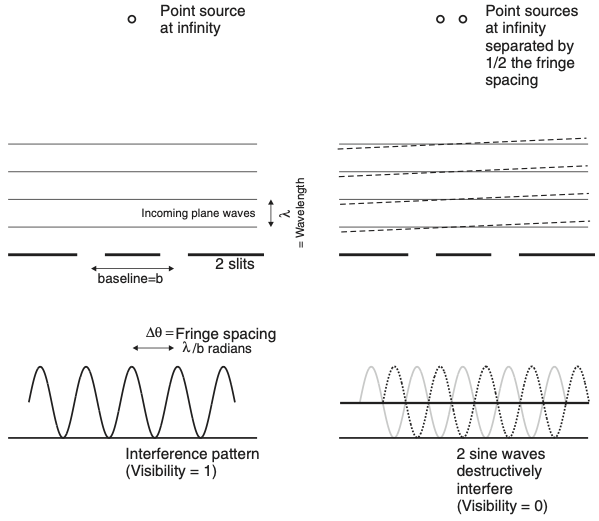 Point source
at infinity
Point sources
at infinity
separated by
1/2 the fringe
spacing
Incoming plane waves
λ
= Wavelength
2 slits
baseline=b
Δθ = Fringe spacing
λ/b radians
Interference pattern
(Visibility = 1)
2 sine waves
destructively
interfere
(Visibility = 0)